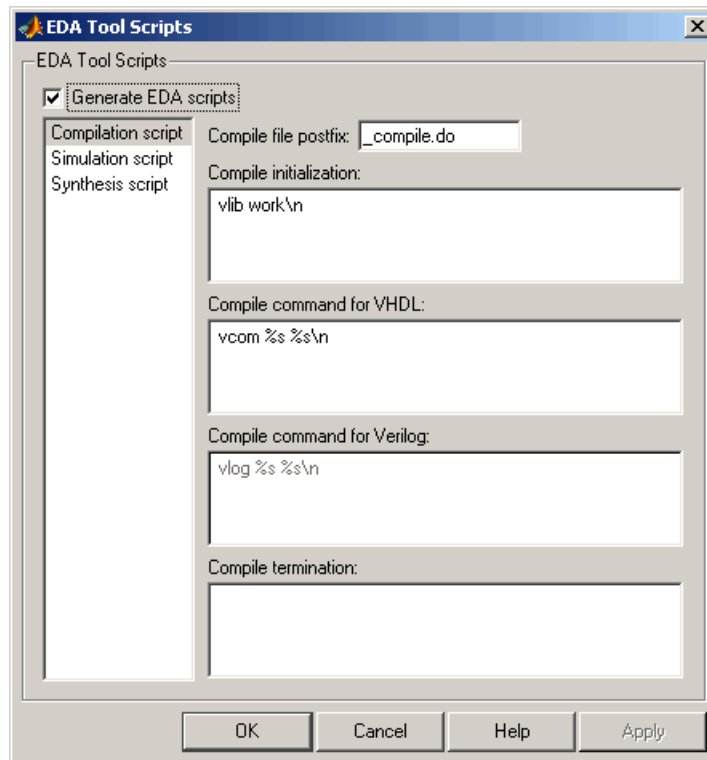 EDA Tool Scripts
EDA Tool Scripts
Generate EDA scripts
Compilation script
Simulation script
Synthesis script
Compile file postfix: _compile.do
Compile initialization:
vlib work\n
Compile command for VHDL:
vcom %s %s\n
Compile command for Verilog:
vlog %s %s\n
Compile termination:
OK Cancel Help Apply